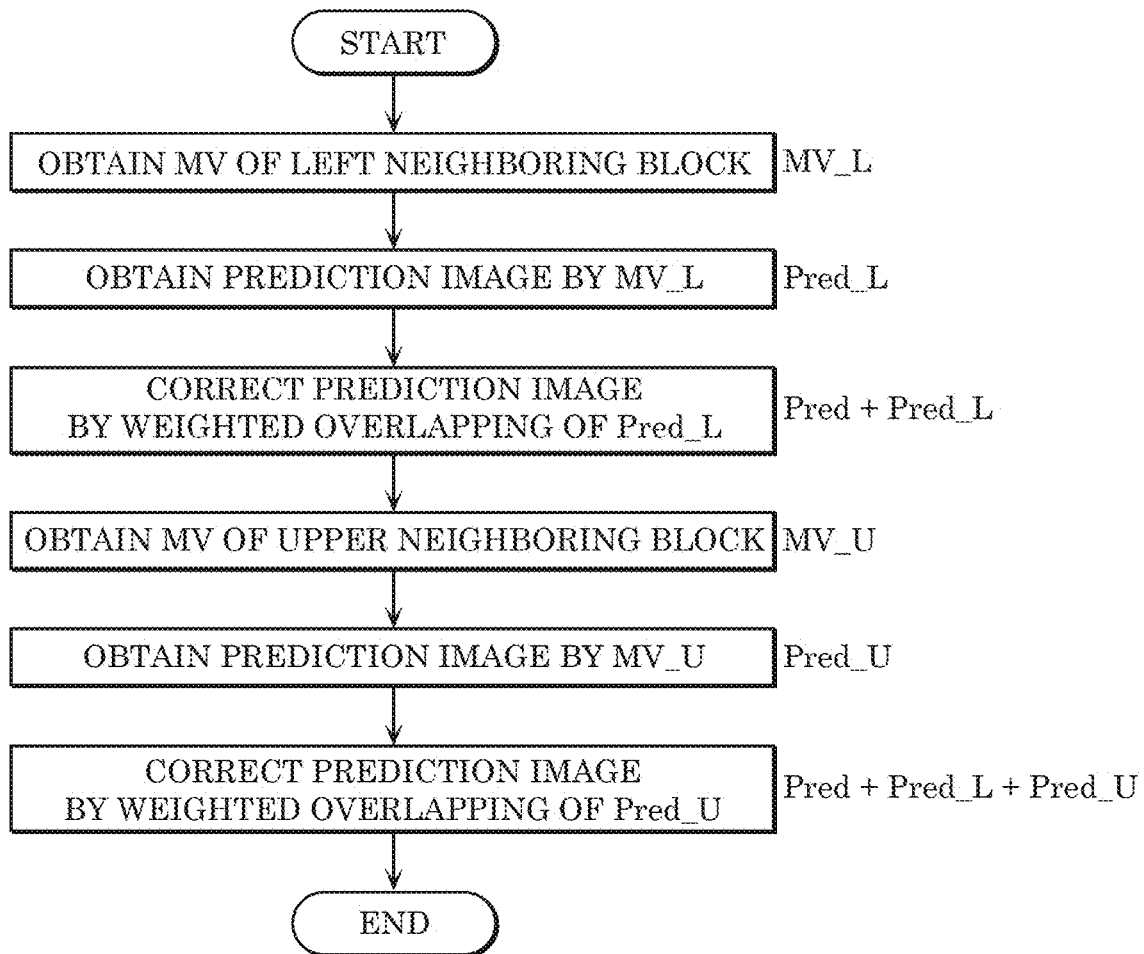 START
OBTAIN MV OF LEFT NEIGHBORING BLOCK MV_L
OBTAIN PREDICTION IMAGE BY MV_L Pred_L
CORRECT PREDICTION IMAGE
BY WEIGHTED OVERLAPPING OF Pred_L
Pred + Pred_L
OBTAIN MV OF UPPER NEIGHBORING BLOCK MV_U
OBTAIN PREDICTION IMAGE BY MV_U Pred_U
CORRECT PREDICTION IMAGE
BY WEIGHTED OVERLAPPING OF Pred_U
Pred + Pred_L + Pred_U
END